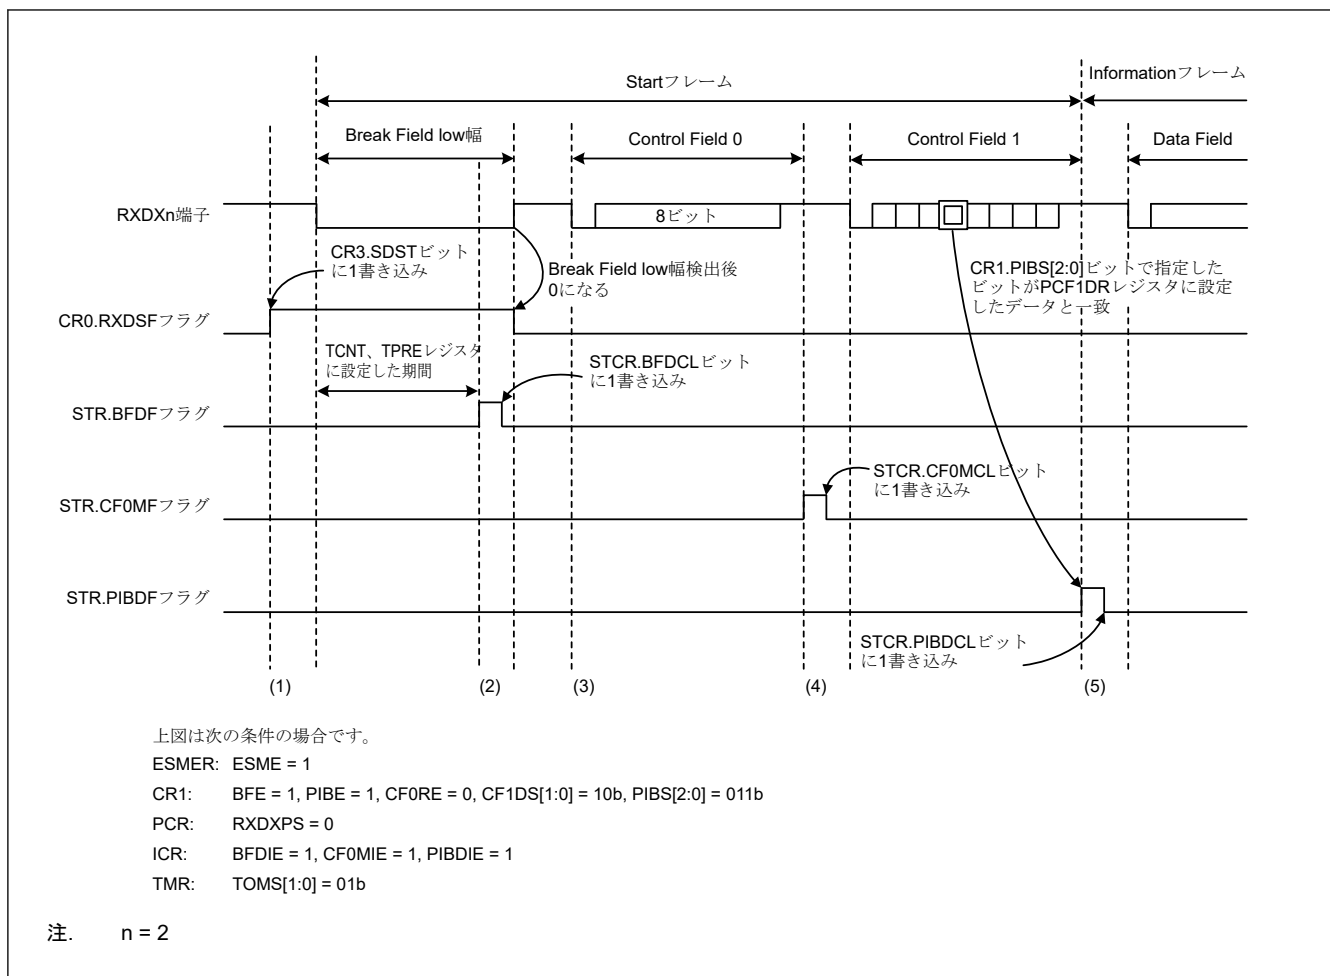 Startフレーム
Informationフレーム
Break Field low幅
Control Field 0
Control Field 1
Data Field
RXDXn端子
8ビット
CR3.SDSTビット
に1書き込み
Break Field low幅検出後
0になる
CR1.PIBS[2:0]ビットで指定した
ビットがPCF1DRレジスタに設定
したデータと一致
CR0.RXDSFフラグ
TCNT、TPREレジスタ
に設定した期間
STCR.BFDCLビット
に1書き込み
STR.BFDFフラグ
STCR.CF0MCLビット
に1書き込み
STR.CF0MFフラグ
STR.PIBDFフラグ
STCR.PIBDCLビット
に1書き込み
(1) (2) (3) (4) (5)
上図は次の条件の場合です。
ESMER: ESME = 1
CR1: BFE = 1, PIBE = 1, CF0RE = 0, CF1DS[1:0] = 10b, PIBS[2:0] = 011b
PCR: RXDXPS = 0
ICR: BFDIE = 1, CF0MIE = 1, PIBDIE = 1
TMR: TOMS[1:0] = 01b
注. n = 2